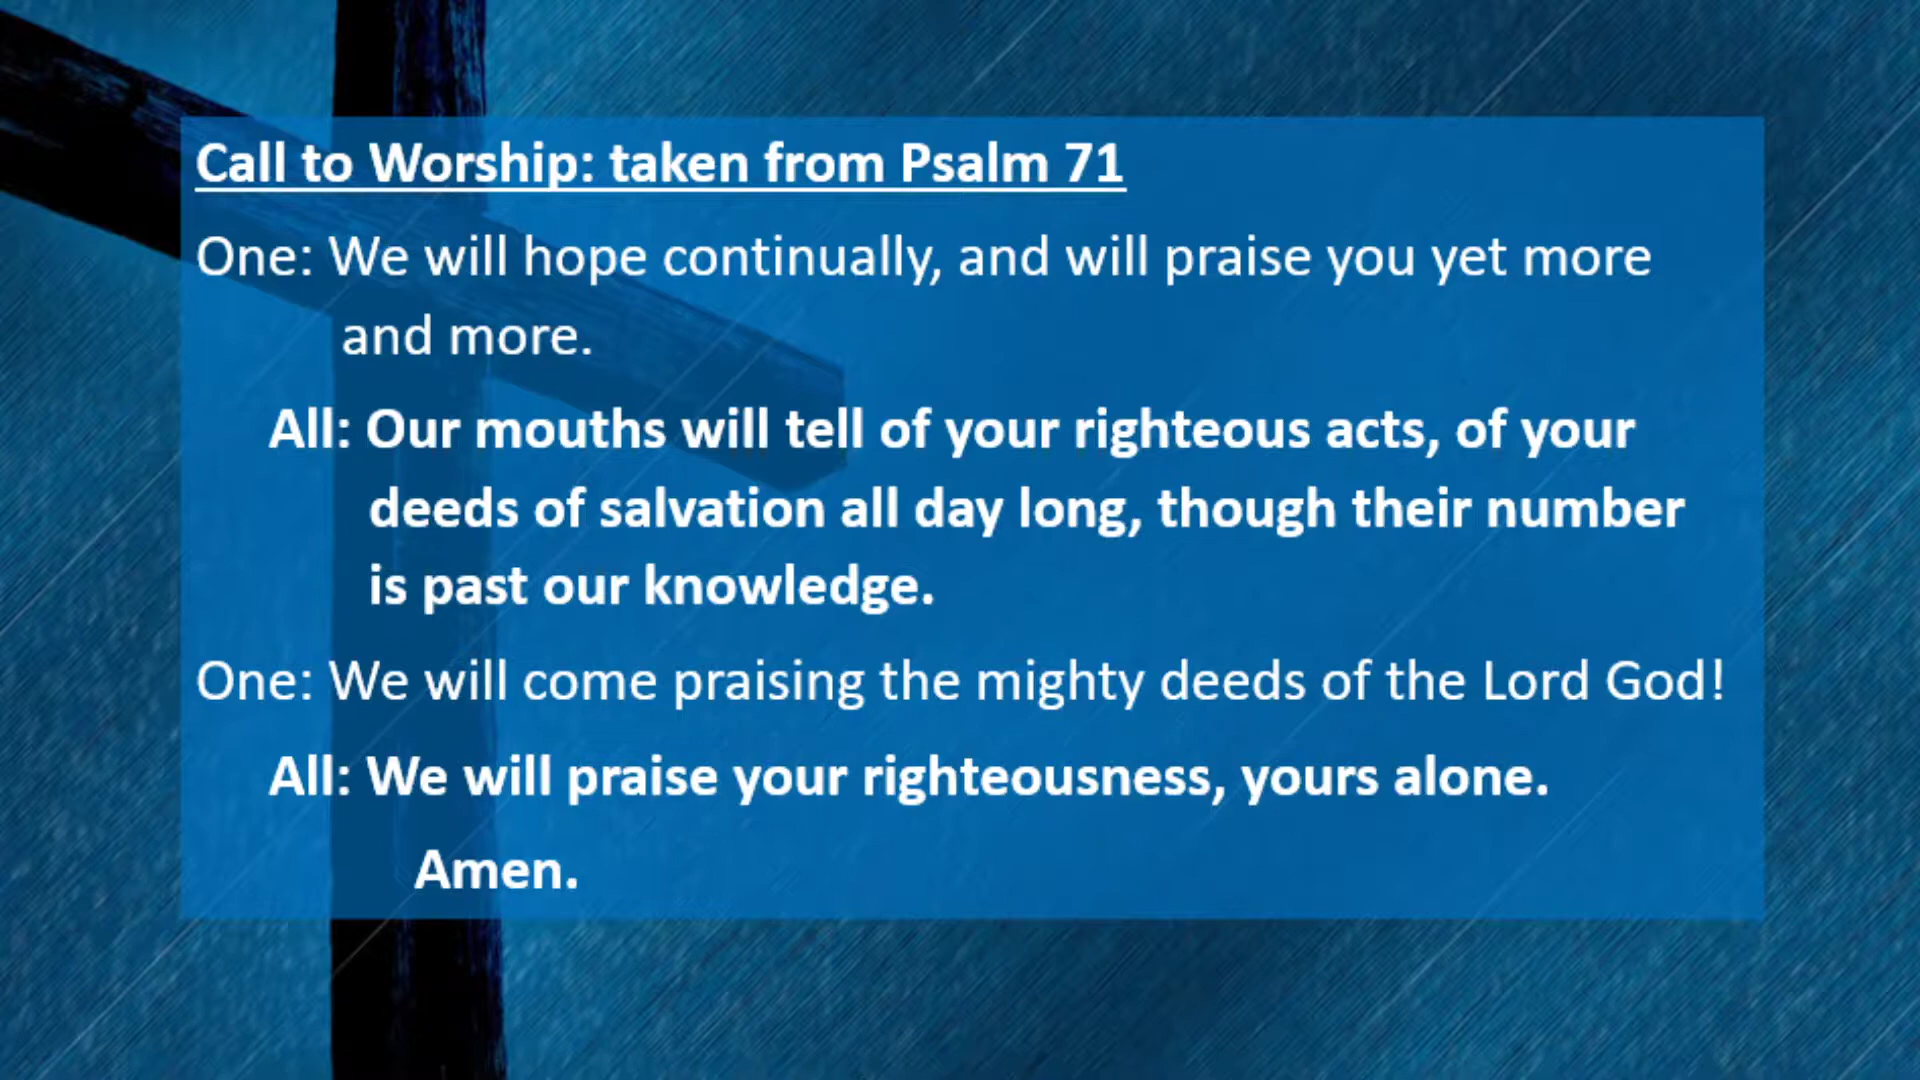 Call to Worship: taken from Psalm 71
One: We will hope continually, and will praise you yet more
and more.
All: Our mouths will tell of your righteous acts, of your
deeds of salvation all day long, though their number
is past our knowledge.
One: We will come praising the mighty deeds of the Lord God!
All: We will praise your righteousness, yours alone.
Amen.